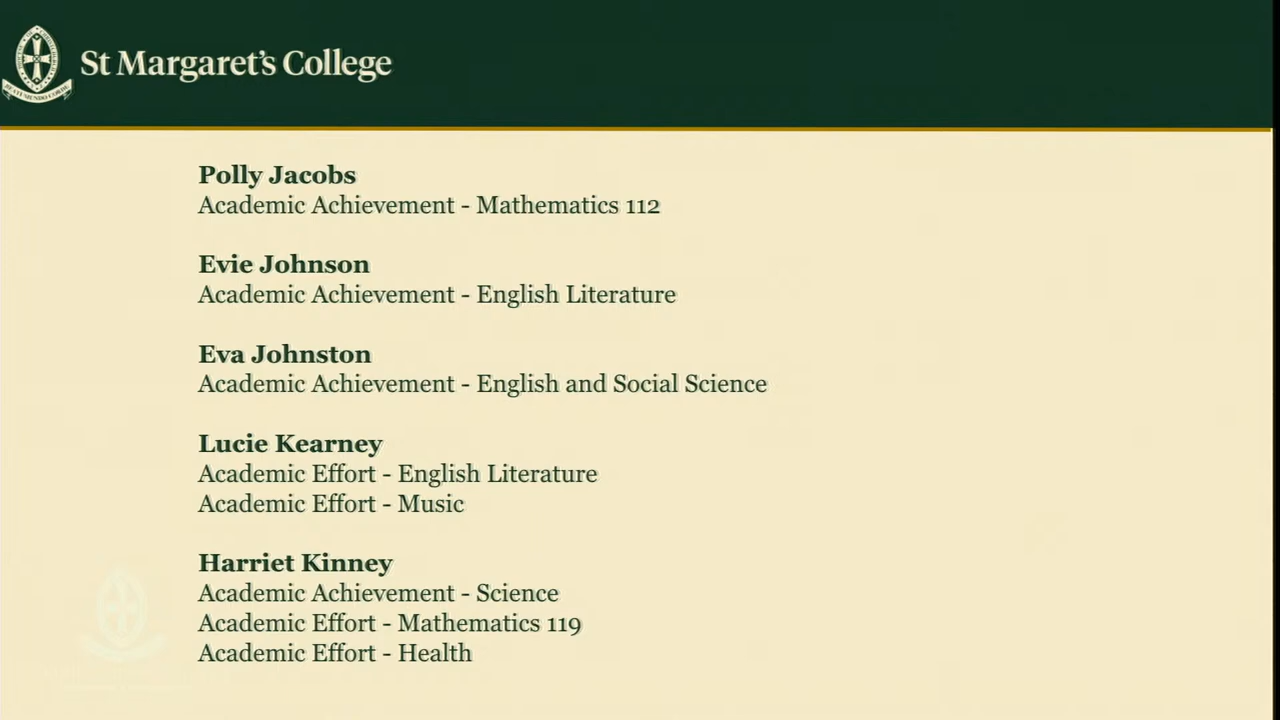 St Margaret's College
Polly Jacobs
Academic Achievement - Mathematics 112
Evie Johnson
Academic Achievement - English Literature
Eva Johnston
Academic Achievement - English and Social Science
Lucie Kearney
Academic Effort - English Literature
Academic Effort - Music
Harriet Kinney
Academic Achievement - Science
Academic Effort - Mathematics 119
Academic Effort - Health